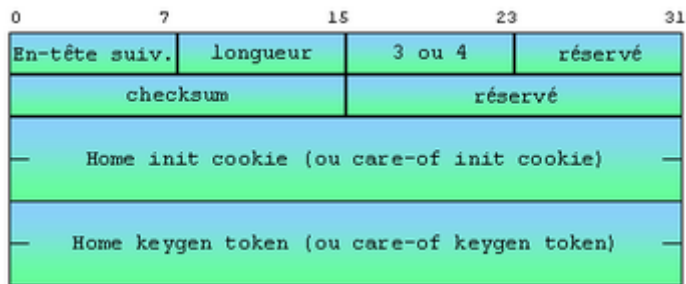 0 7 15 23 31
En-tête suiv. longueur 3 ou 4 réservé
checksum réservé
Home init cookie (ou care-of init cookie)
Home keygen token (ou care-of keygen token)